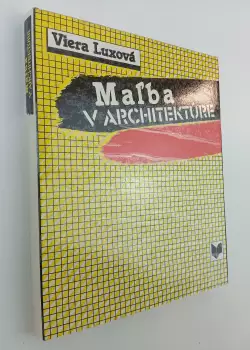 Viera Luxová
Maľba
V ARCHITEKTÚRE